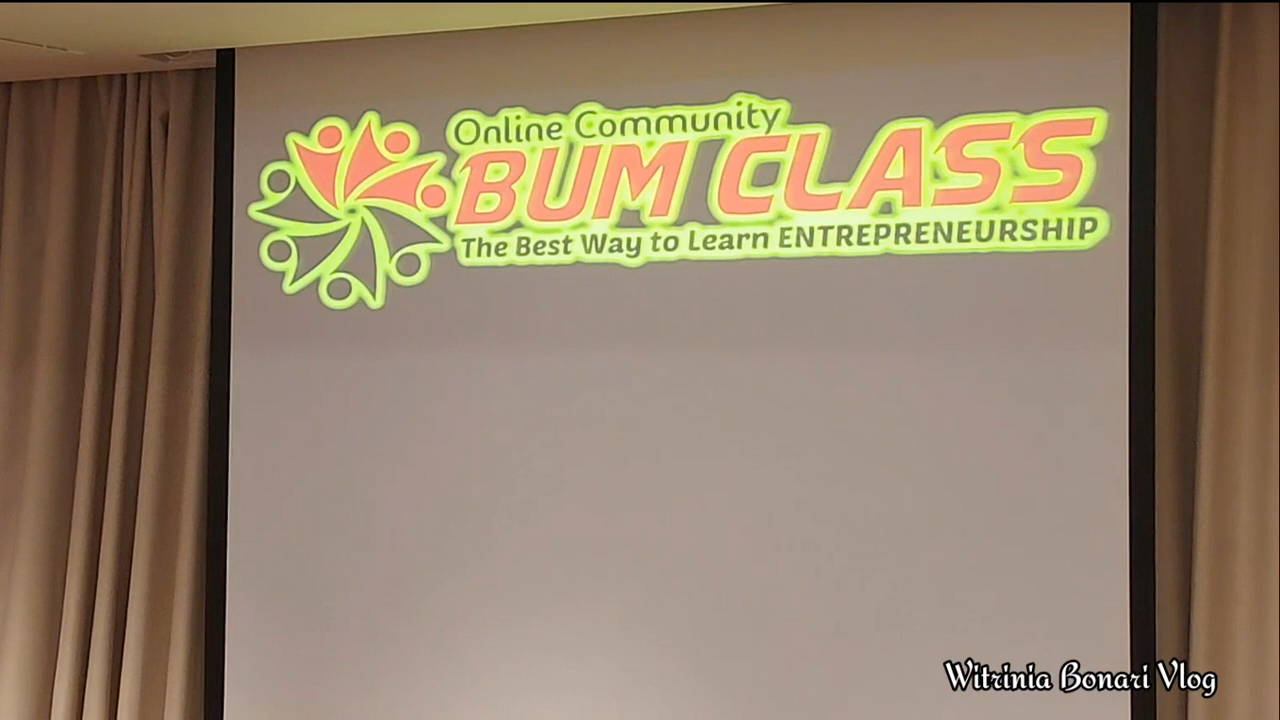 Online Community
BUM CLASS
The Best Way to Learn ENTREPRENEURSHIP
Witrinia Bonari Vlog